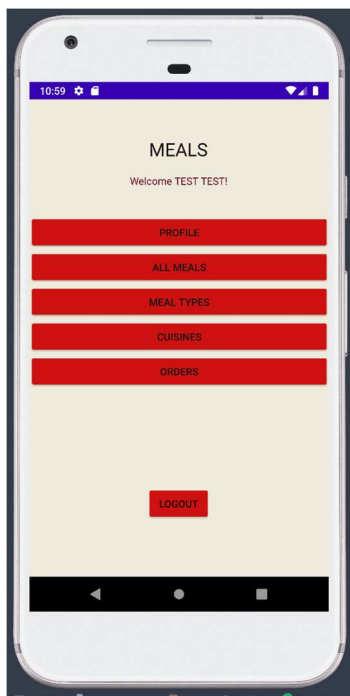 10:59
MEALS
Welcome TEST TEST!
PROFILE
ALL MEALS
MEAL TYPES
CUISINES
ORDERS
LOGOUT